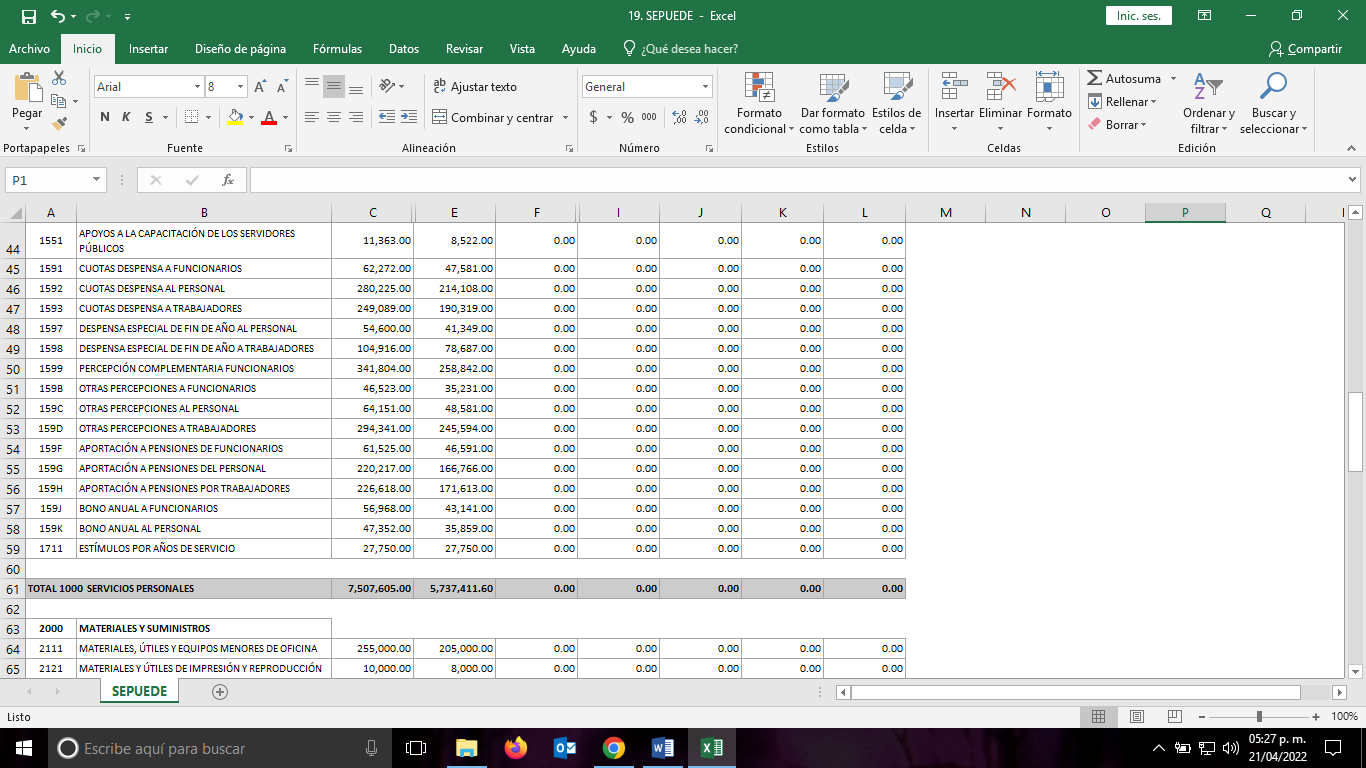 19. SEPUEDE - Excel
Inic. ses.
Archivo Inicio Insertar Diseño de página Fórmulas Datos Revisar Vista Ayuda ¿Qué desea hacer? Compartir
Pegar
Portapapeles
Arial 8
N K S
Fuente
Ajustar texto
Combinar y centrar
Alineación
General
$ % 000
Número
Formato condicional
Dar formato como tabla
Estilos de celda
Estilos
Insertar Eliminar Formato
Celdas
Autosuma
Rellenar
Borrar
Ordenar y filtrar
Buscar y seleccionar
Edición
P1 fx
A B C E F I J K L M N O P Q
44 1551 APOYOS A LA CAPACITACIÓN DE LOS SERVIDORES PÚBLICOS 11,363.00 8,522.00 0.00 0.00 0.00 0.00 0.00
45 1591 CUOTAS DESPENSA A FUNCIONARIOS 62,272.00 47,581.00 0.00 0.00 0.00 0.00 0.00
46 1592 CUOTAS DESPENSA AL PERSONAL 280,225.00 214,108.00 0.00 0.00 0.00 0.00 0.00
47 1593 CUOTAS DESPENSA A TRABAJADORES 249,089.00 190,319.00 0.00 0.00 0.00 0.00 0.00
48 1597 DESPENSA ESPECIAL DE FIN DE AÑO AL PERSONAL 54,600.00 41,349.00 0.00 0.00 0.00 0.00 0.00
49 1598 DESPENSA ESPECIAL DE FIN DE AÑO A TRABAJADORES 104,916.00 78,687.00 0.00 0.00 0.00 0.00 0.00
50 1599 PERCEPCIÓN COMPLEMENTARIA FUNCIONARIOS 341,804.00 258,842.00 0.00 0.00 0.00 0.00 0.00
51 159B OTRAS PERCEPCIONES A FUNCIONARIOS 46,523.00 35,231.00 0.00 0.00 0.00 0.00 0.00
52 159C OTRAS PERCEPCIONES AL PERSONAL 64,151.00 48,581.00 0.00 0.00 0.00 0.00 0.00
53 159D OTRAS PERCEPCIONES A TRABAJADORES 294,341.00 245,594.00 0.00 0.00 0.00 0.00 0.00
54 159F APORTACIÓN A PENSIONES DE FUNCIONARIOS 61,525.00 46,591.00 0.00 0.00 0.00 0.00 0.00
55 159G APORTACIÓN A PENSIONES DEL PERSONAL 220,217.00 166,766.00 0.00 0.00 0.00 0.00 0.00
56 159H APORTACIÓN A PENSIONES POR TRABAJADORES 226,618.00 171,613.00 0.00 0.00 0.00 0.00 0.00
57 159J BONO ANUAL A FUNCIONARIOS 56,968.00 43,141.00 0.00 0.00 0.00 0.00 0.00
58 159K BONO ANUAL AL PERSONAL 47,352.00 35,859.00 0.00 0.00 0.00 0.00 0.00
59 1711 ESTÍMULOS POR AÑOS DE SERVICIO 27,750.00 27,750.00 0.00 0.00 0.00 0.00 0.00
60
61 TOTAL 1000 SERVICIOS PERSONALES 7,507,605.00 5,737,411.60 0.00 0.00 0.00 0.00 0.00
62
63 2000 MATERIALES Y SUMINISTROS
64 2111 MATERIALES, ÚTILES Y EQUIPOS MENORES DE OFICINA 255,000.00 205,000.00 0.00 0.00 0.00 0.00 0.00
65 2121 MATERIALES Y ÚTILES DE IMPRESIÓN Y REPRODUCCIÓN 10,000.00 8,000.00 0.00 0.00 0.00 0.00 0.00
SEPUEDE
Listo
100%
Escribe aquí para buscar
05:27 p. m.
21/04/2022